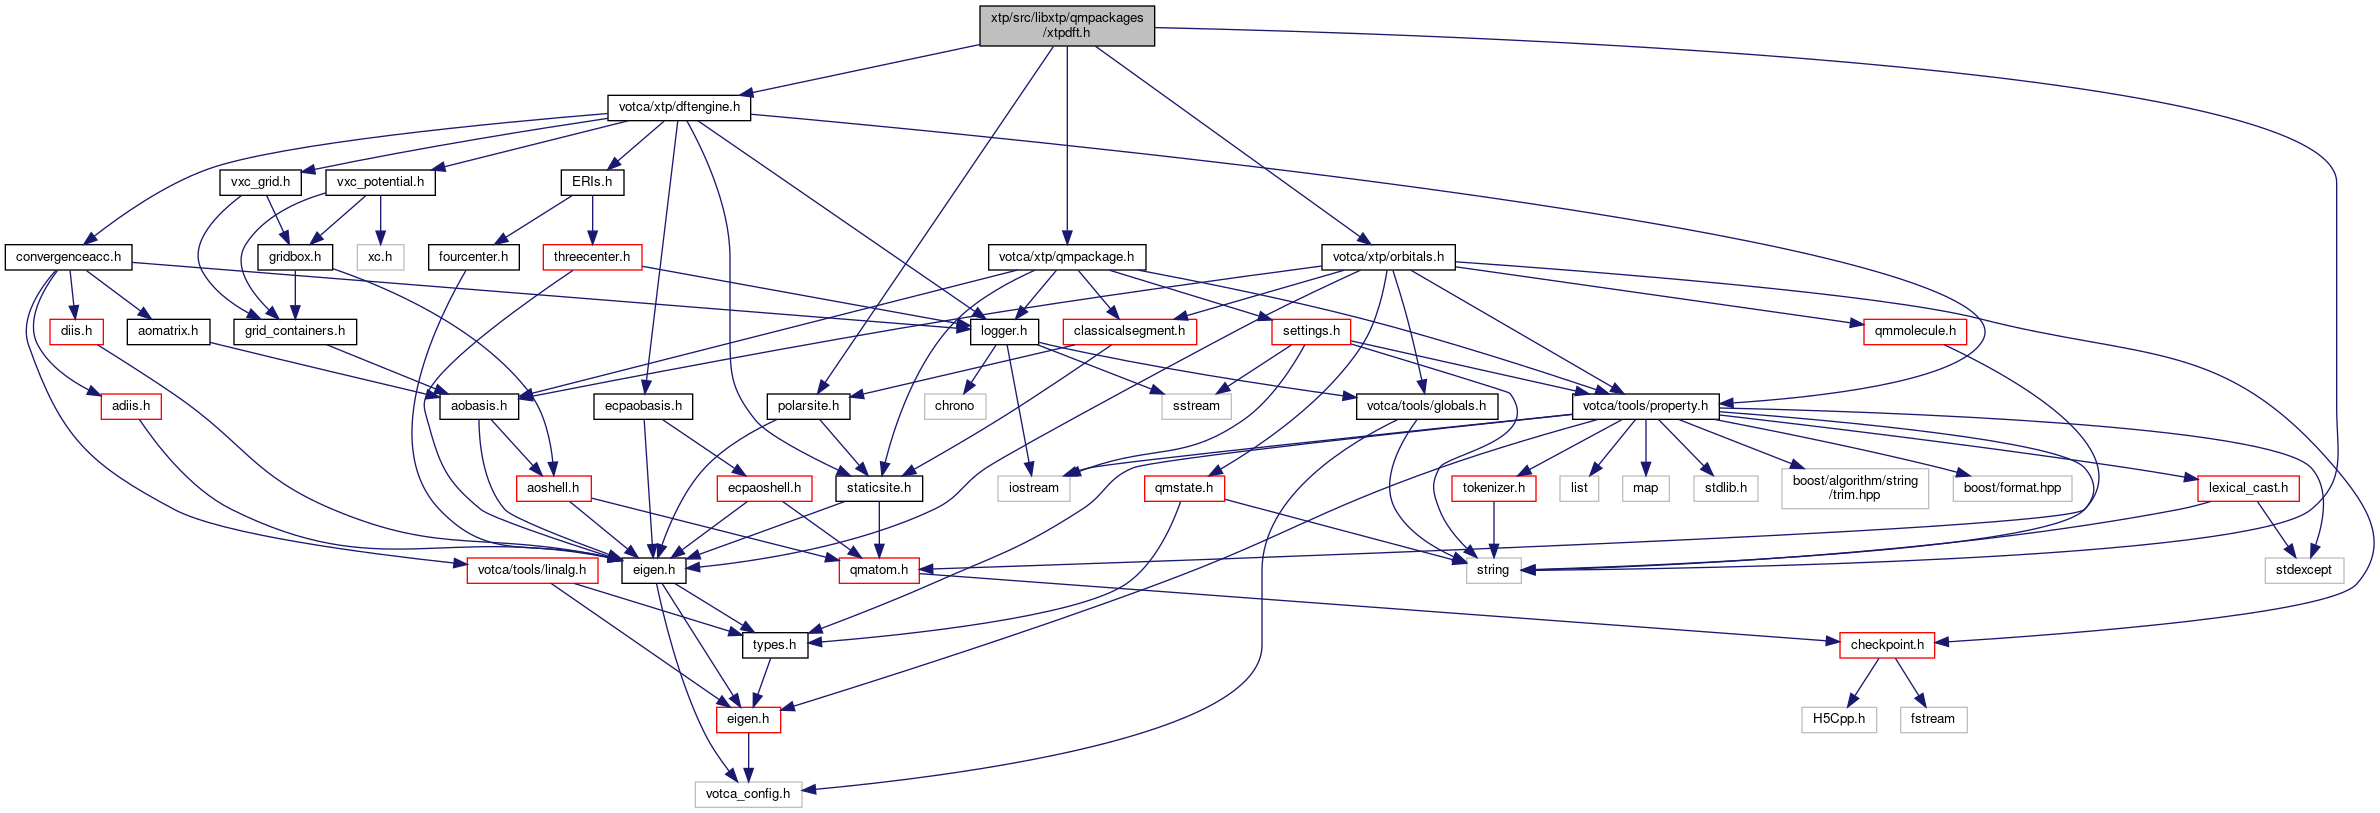 xtp/src/libxtp/qmpackages
/xtpdft.h
votca/xtp/dftengine.h
vxc_grid.h
vxc_potential.h
ERIs.h
convergenceacc.h
gridbox.h
xc.h
fourcenter.h
threecenter.h
votca/xtp/qmpackage.h
votca/xtp/orbitals.h
diis.h
aomatrix.h
grid_containers.h
logger.h
classicalsegment.h
settings.h
qmmolecule.h
adiis.h
aobasis.h
ecpaobasis.h
polarsite.h
chrono
sstream
votca/tools/globals.h
votca/tools/property.h
aoshell.h
ecpaoshell.h
staticsite.h
iostream
qmstate.h
tokenizer.h
list
map
stdlib.h
boost/algorithm/string
/trim.hpp
boost/format.hpp
lexical_cast.h
votca/tools/linalg.h
eigen.h
qmatom.h
string
stdexcept
types.h
checkpoint.h
eigen.h
H5Cpp.h
fstream
votca_config.h